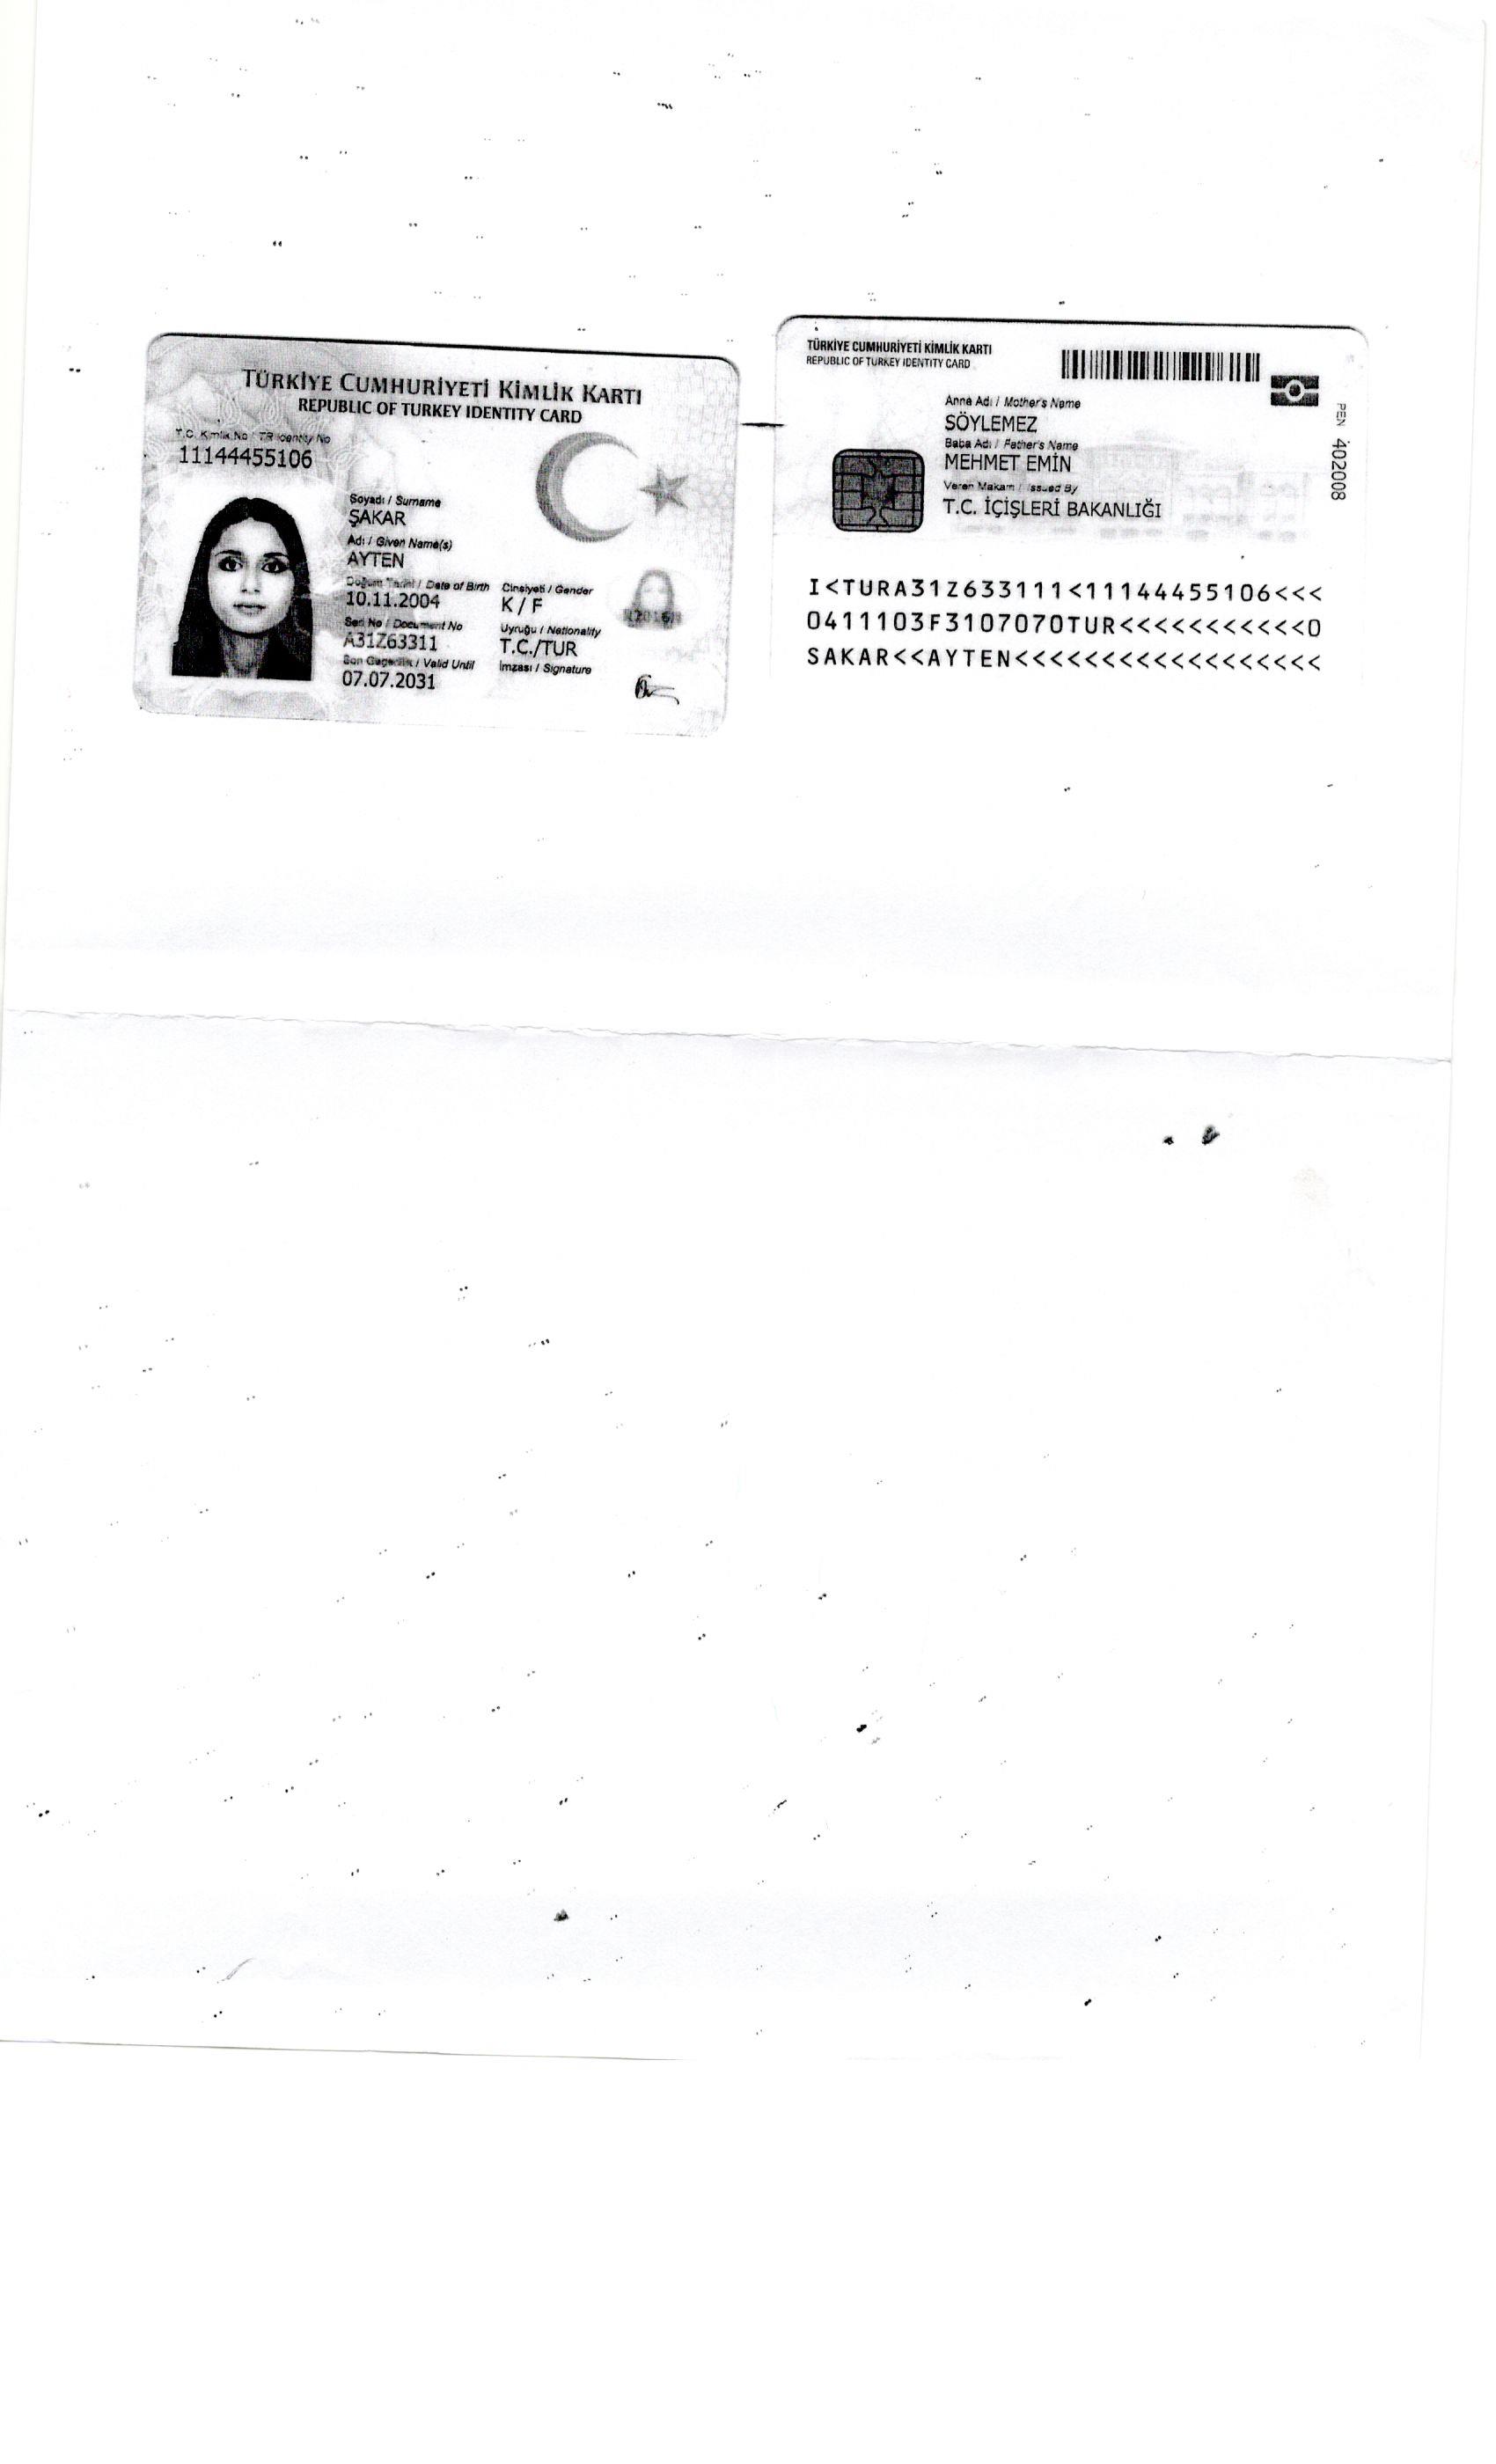 TÜRKİYE CUMHURİYETİ KİMLİK KARTI
REPUBLIC OF TURKEY IDENTITY CARD
T.C. Kimlik No / TR Identity No
11144455106
Soyadı / Surname
ŞAKAR
Adı / Given Name(s)
AYTEN
Doğum Tarihi / Date of Birth Cinsiyeti / Gender
10.11.2004 K / F
Seri No / Document No Uyruğu / Nationality
A31Z63311 T.C./TUR
Son Geçerlilik / Valid Until İmzası / Signature
07.07.2031
TÜRKİYE CUMHURİYETİ KİMLİK KARTI
REPUBLIC OF TURKEY IDENTITY CARD
Anne Adı / Mother's Name
SÖYLEMEZ
Baba Adı / Father's Name
MEHMET EMİN
Veren Makam / Issued By
T.C. İÇİŞLERİ BAKANLIĞI
PEN 402008
I<TURA31Z633111<11144455106<<<
0411103F3107070TUR<<<<<<<<<<<0
SAKAR<<AYTEN<<<<<<<<<<<<<<<<<<